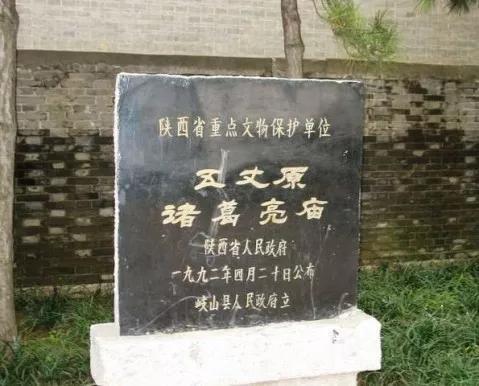 陕西省重点文物保护单位
五丈原
诸葛亮庙
陕西省人民政府
一九九二年四月二十日公布
岐山县人民政府立